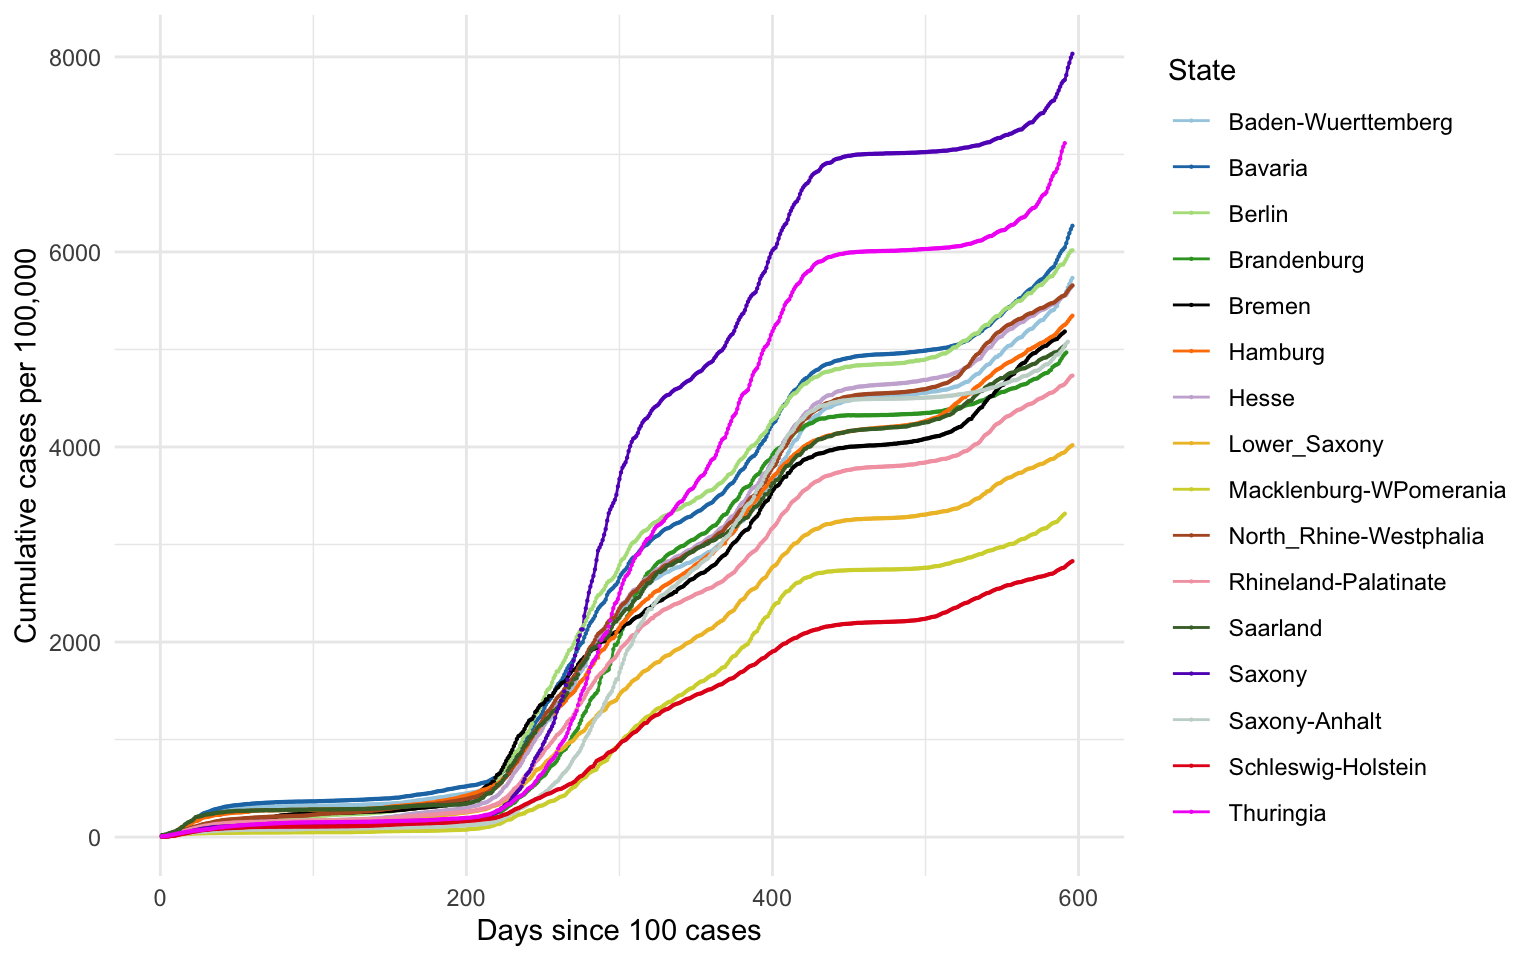 8000
6000
4000
2000
0
Cumulative cases per 100,000
0 200 400 600
Days since 100 cases
State
Baden-Wuerttemberg
Bavaria
Berlin
Brandenburg
Bremen
Hamburg
Hesse
Lower_Saxony
Macklenburg-WPomerania
North_Rhine-Westphalia
Rhineland-Palatinate
Saarland
Saxony
Saxony-Anhalt
Schleswig-Holstein
Thuringia